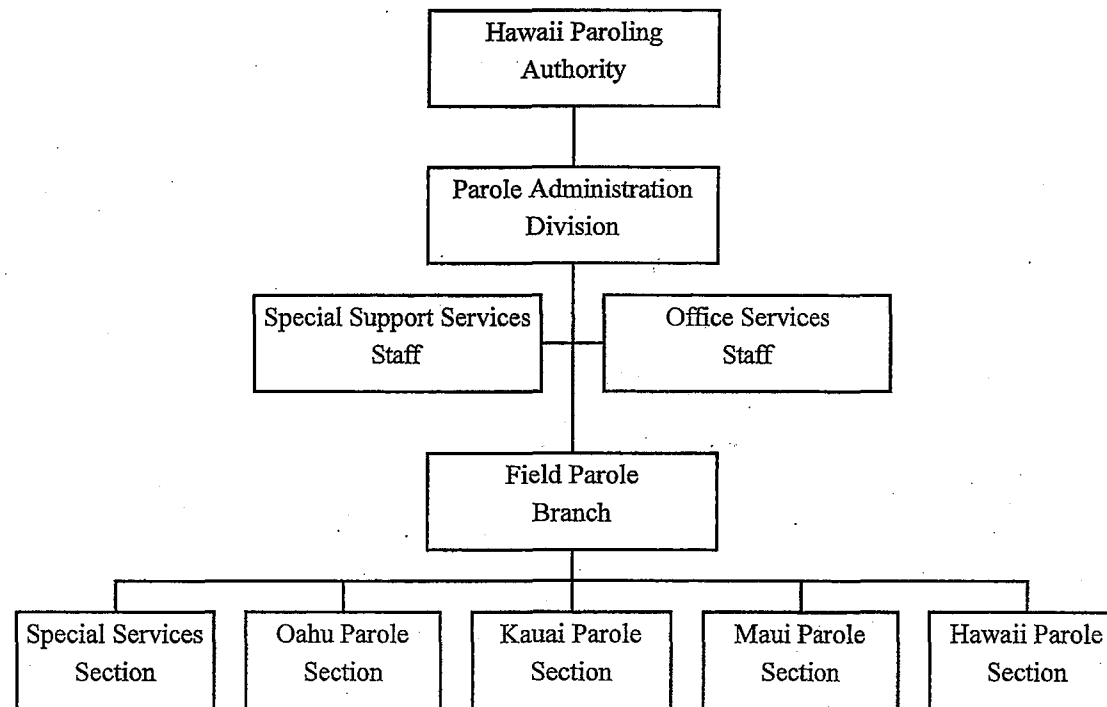 Hawaii Paroling
Authority
Parole Administration
Division
Special Support Services
Staff
Office Services
Staff
Field Parole
Branch
Special Services
Section
Oahu Parole
Section
Kauai Parole
Section
Maui Parole
Section
Hawaii Parole
Section